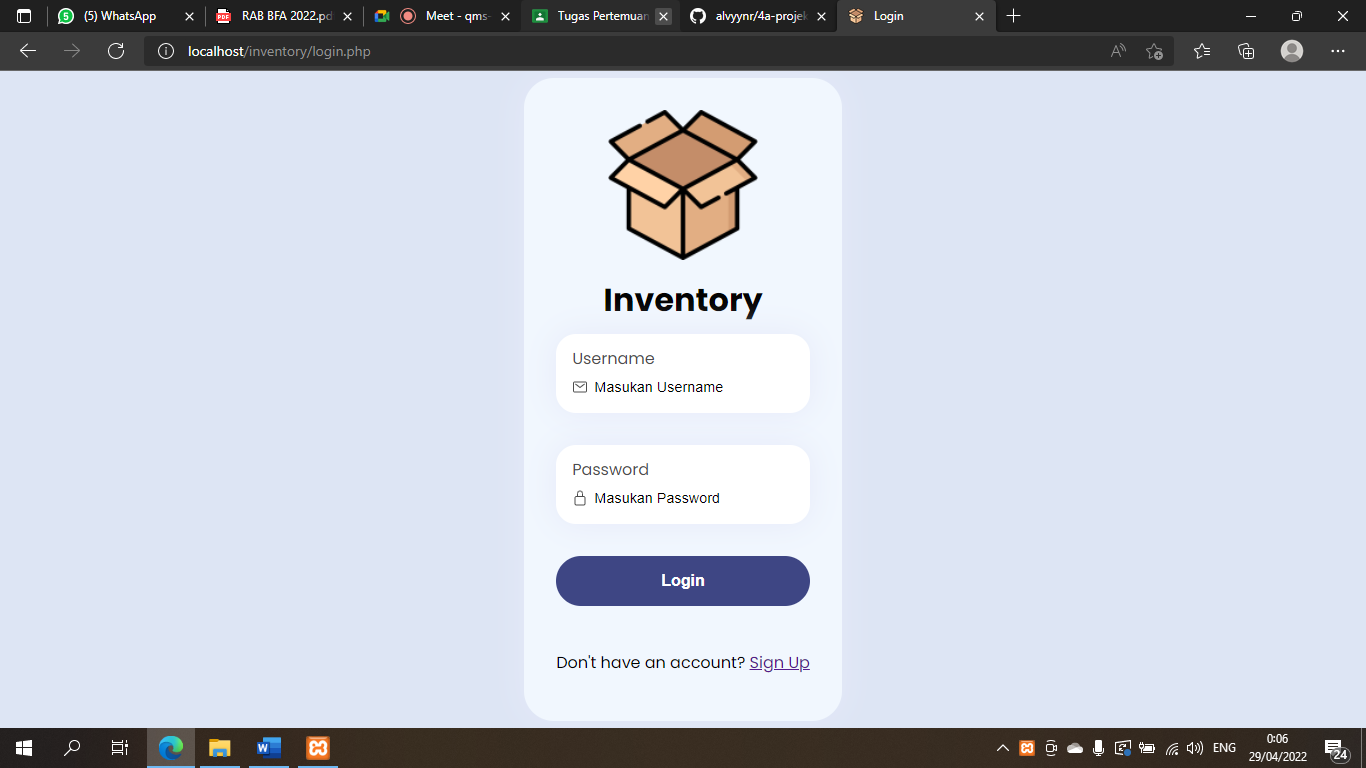 (5) WhatsApp
RAB BFA 2022.pd
Meet - qms-
Tugas Pertemuan
alvyynr/4a-projek
Login
localhost/inventory/login.php
Inventory
Username
Masukan Username
Password
Masukan Password
Login
Don't have an account? Sign Up
ENG
0:06
29/04/2022
24